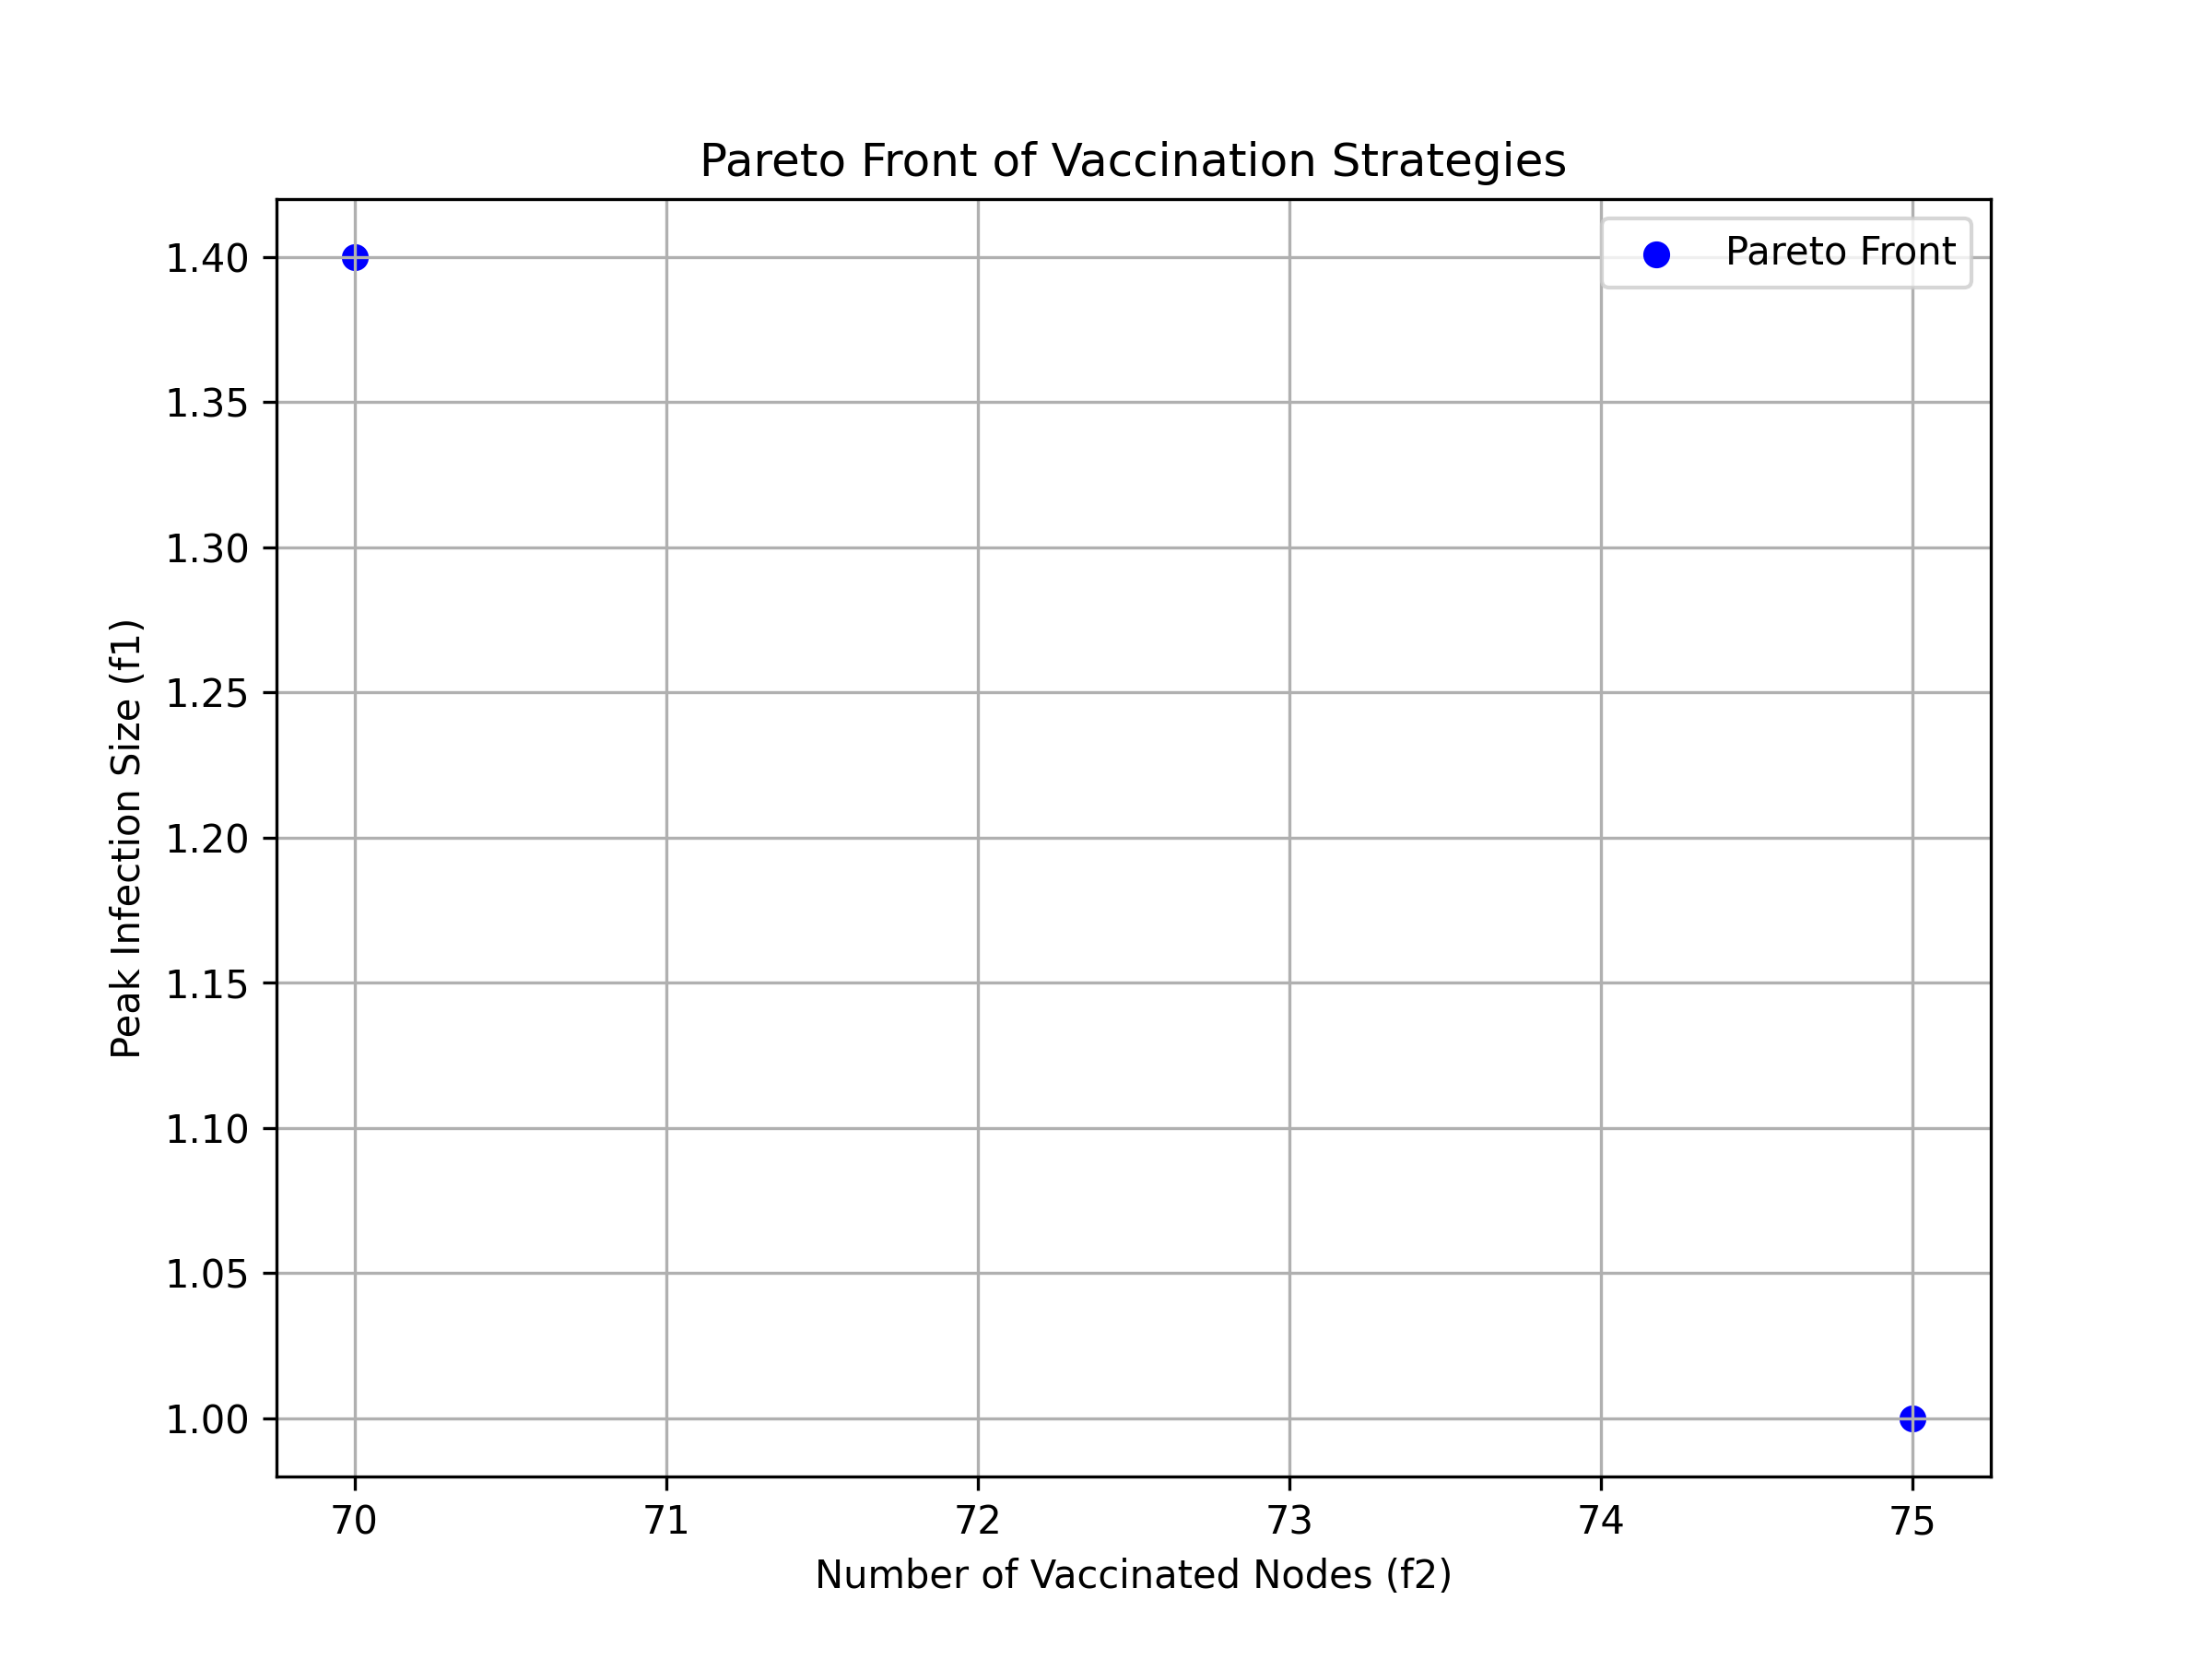 Pareto Front of Vaccination Strategies
Pareto Front
1.40
1.35
1.30
1.25
1.20
1.15
1.10
1.05
1.00
Peak Infection Size (f1)
70 71 72 73 74 75
Number of Vaccinated Nodes (f2)